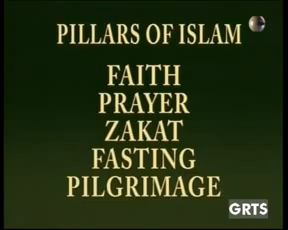 PILLARS OF ISLAM
FAITH
PRAYER
ZAKAT
FASTING
PILGRIMAGE
GRTS